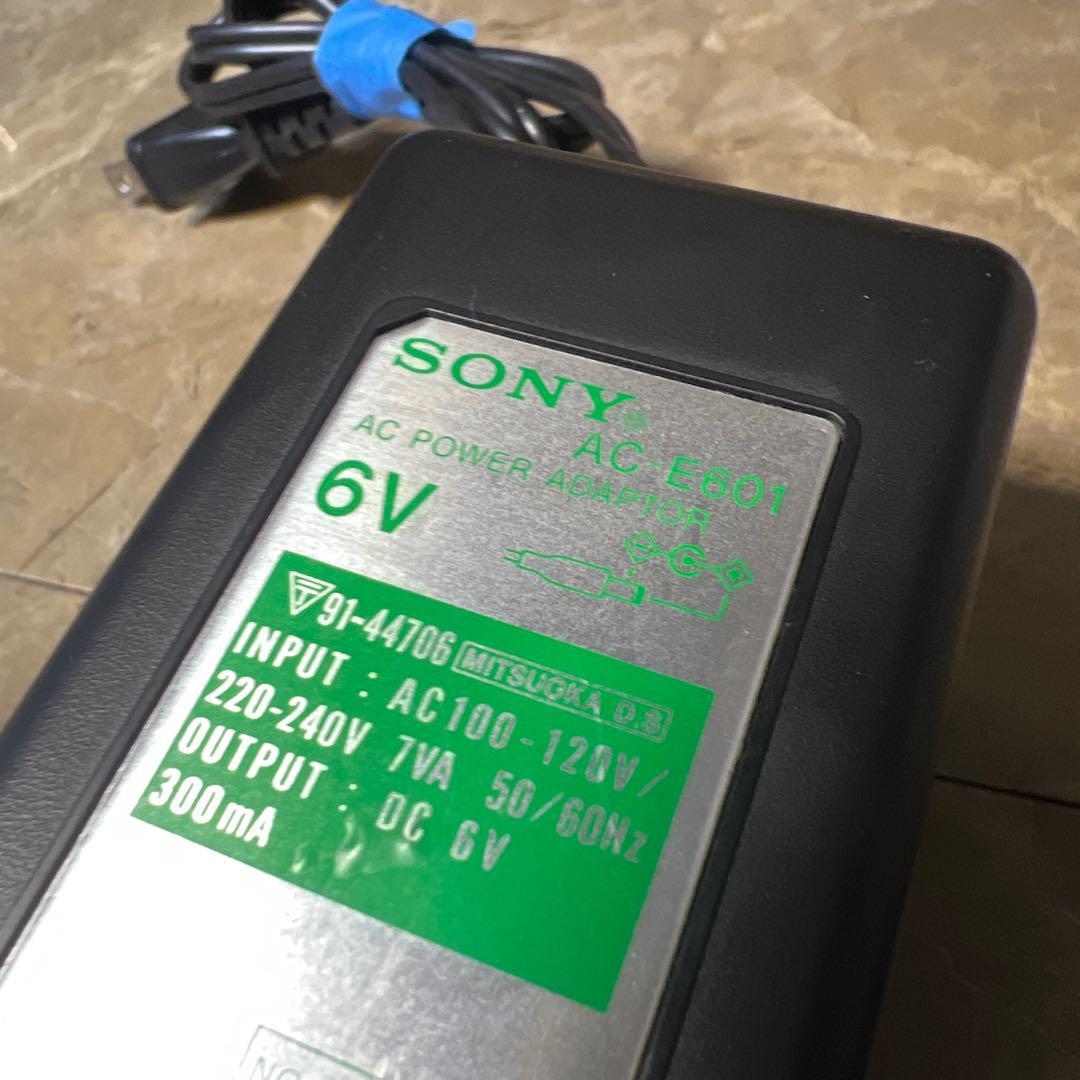 SONY®
AC-E601
AC POWER ADAPTOR
6V
91-44706 MITSUOKA D.S
INPUT : AC100-120V/
220-240V 7VA 50/60Hz
OUTPUT : DC 6V
300mA